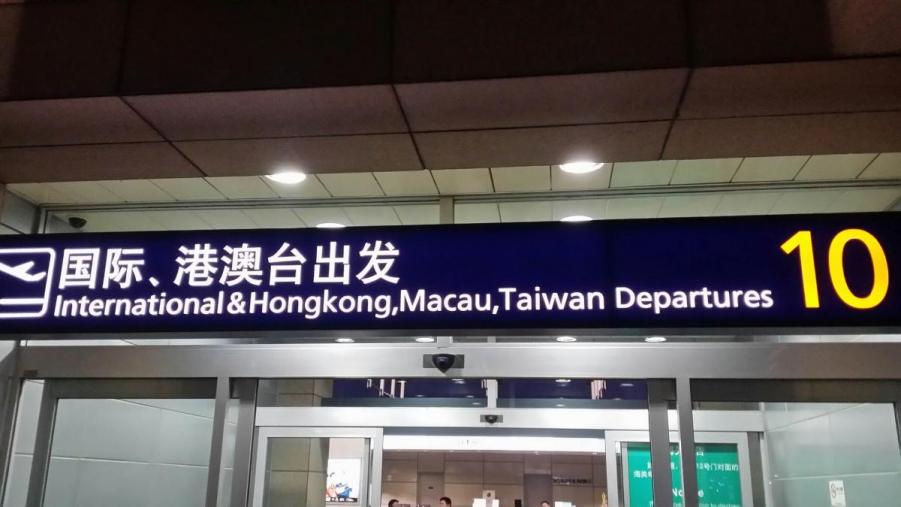 国际、港澳台出发
International&Hongkong,Macau,Taiwan Departures
10